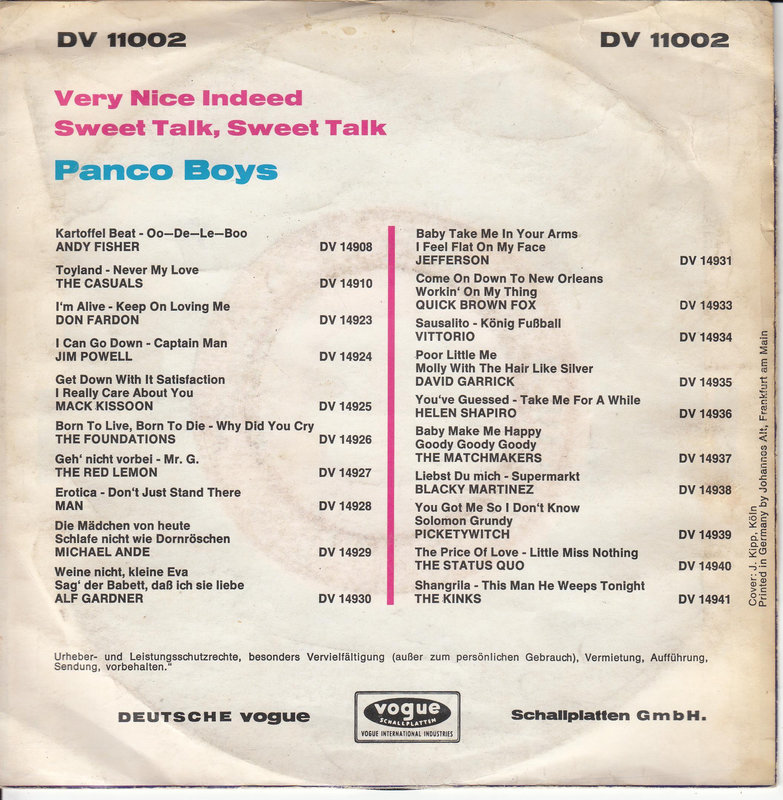 DV 11002 DV 11002
Very Nice Indeed
Sweet Talk, Sweet Talk
Panco Boys
Kartoffel Beat - Oo—De—Le—Boo
ANDY FISHER DV 14908
Toyland - Never My Love
THE CASUALS DV 14910
I'm Alive - Keep On Loving Me
DON FARDON DV 14923
I Can Go Down - Captain Man
JIM POWELL DV 14924
Get Down With It Satisfaction
I Really Care About You
MACK KISSOON DV 14925
Born To Live, Born To Die - Why Did You Cry
THE FOUNDATIONS DV 14926
Geh' nicht vorbei - Mr. G.
THE RED LEMON DV 14927
Erotica - Don't Just Stand There
MAN DV 14928
Die Mädchen von heute
Schlafe nicht wie Dornröschen
MICHAEL ANDE DV 14929
Weine nicht, kleine Eva
Sag' der Babett, daß ich sie liebe
ALF GARDNER DV 14930
Baby Take Me In Your Arms
I Feel Flat On My Face
JEFFERSON DV 14931
Come On Down To New Orleans
Workin' On My Thing
QUICK BROWN FOX DV 14933
Sausalito - König Fußball
VITTORIO DV 14934
Poor Little Me
Molly With The Hair Like Silver
DAVID GARRICK DV 14935
You've Guessed - Take Me For A While
HELEN SHAPIRO DV 14936
Baby Make Me Happy
Goody Goody Goody
THE MATCHMAKERS DV 14937
Liebst Du mich - Supermarkt
BLACKY MARTINEZ DV 14938
You Got Me So I Don't Know
Solomon Grundy
PICKETYWITCH DV 14939
The Price Of Love - Little Miss Nothing
THE STATUS QUO DV 14940
Shangrila - This Man He Weeps Tonight
THE KINKS DV 14941
Cover: J. Kipp, Köln
Printed in Germany by Johannes Alt, Frankfurt am Main
Urheber- und Leistungsschutzrechte, besonders Vervielfältigung (außer zum persönlichen Gebrauch), Vermietung, Aufführung,
Sendung, vorbehalten."
DEUTSCHE vogue
vogue
SCHALLPLATTEN
VOGUE INTERNATIONAL INDUSTRIES
Schallplatten GmbH.